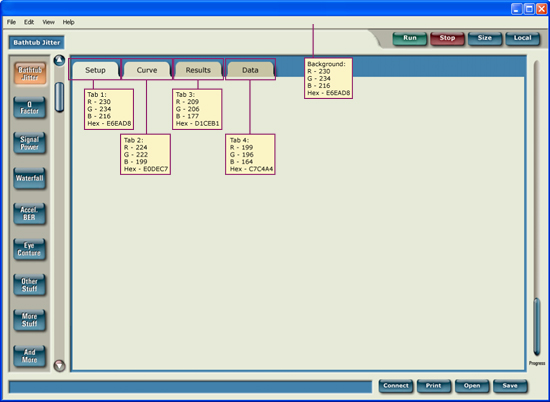 File Edit View Help
Run Stop Size Local
Bathtub Jitter
Bathtub
Jitter
Q
Factor
Signal
Power
Waterfall
Accel.
BER
Eye
Conture
Other
Stuff
More
Stuff
And
More
Setup Curve Results Data
Background:
R - 230
G - 234
B - 216
Hex - E6EAD8
Tab 1:
R - 230
G - 234
B - 216
Hex - E6EAD8
Tab 2:
R - 224
G - 222
B - 199
Hex - E0DEC7
Tab 3:
R - 209
G - 206
B - 177
Hex - D1CEB1
Tab 4:
R - 199
G - 196
B - 164
Hex - C7C4A4
Progress
Connect Print Open Save